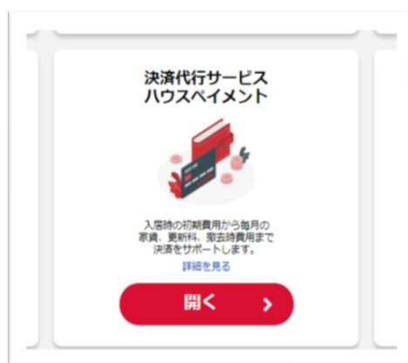 決済代行サービス
ハウスペイメント
入居時の初期費用から毎月の
家賃、更新料、退去時費用まで
決済をサポートします。
詳細を見る
開く